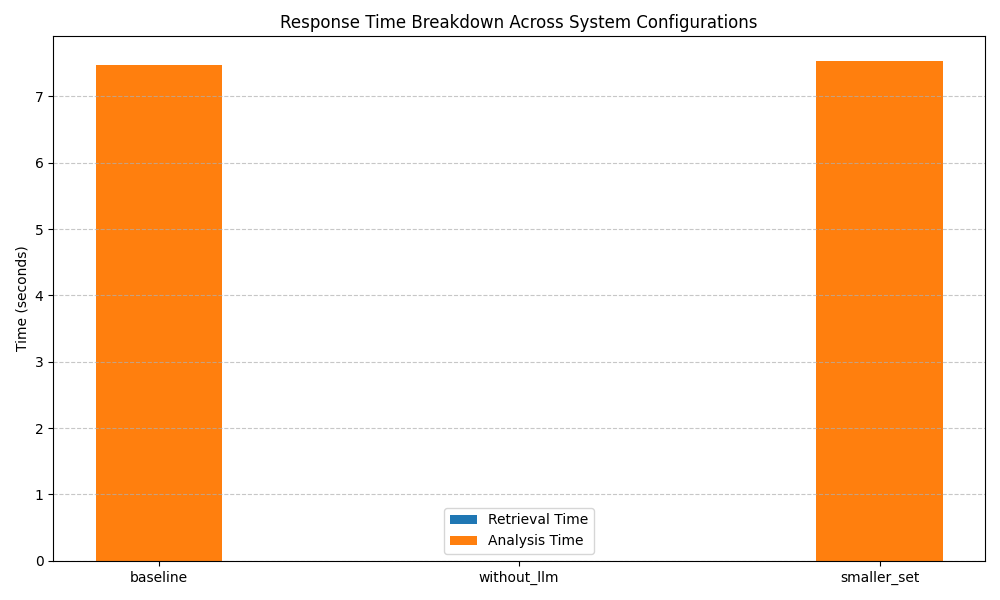 Response Time Breakdown Across System Configurations
Time (seconds)
7
6
5
4
3
2
1
0
Retrieval Time
Analysis Time
baseline
without_llm
smaller_set